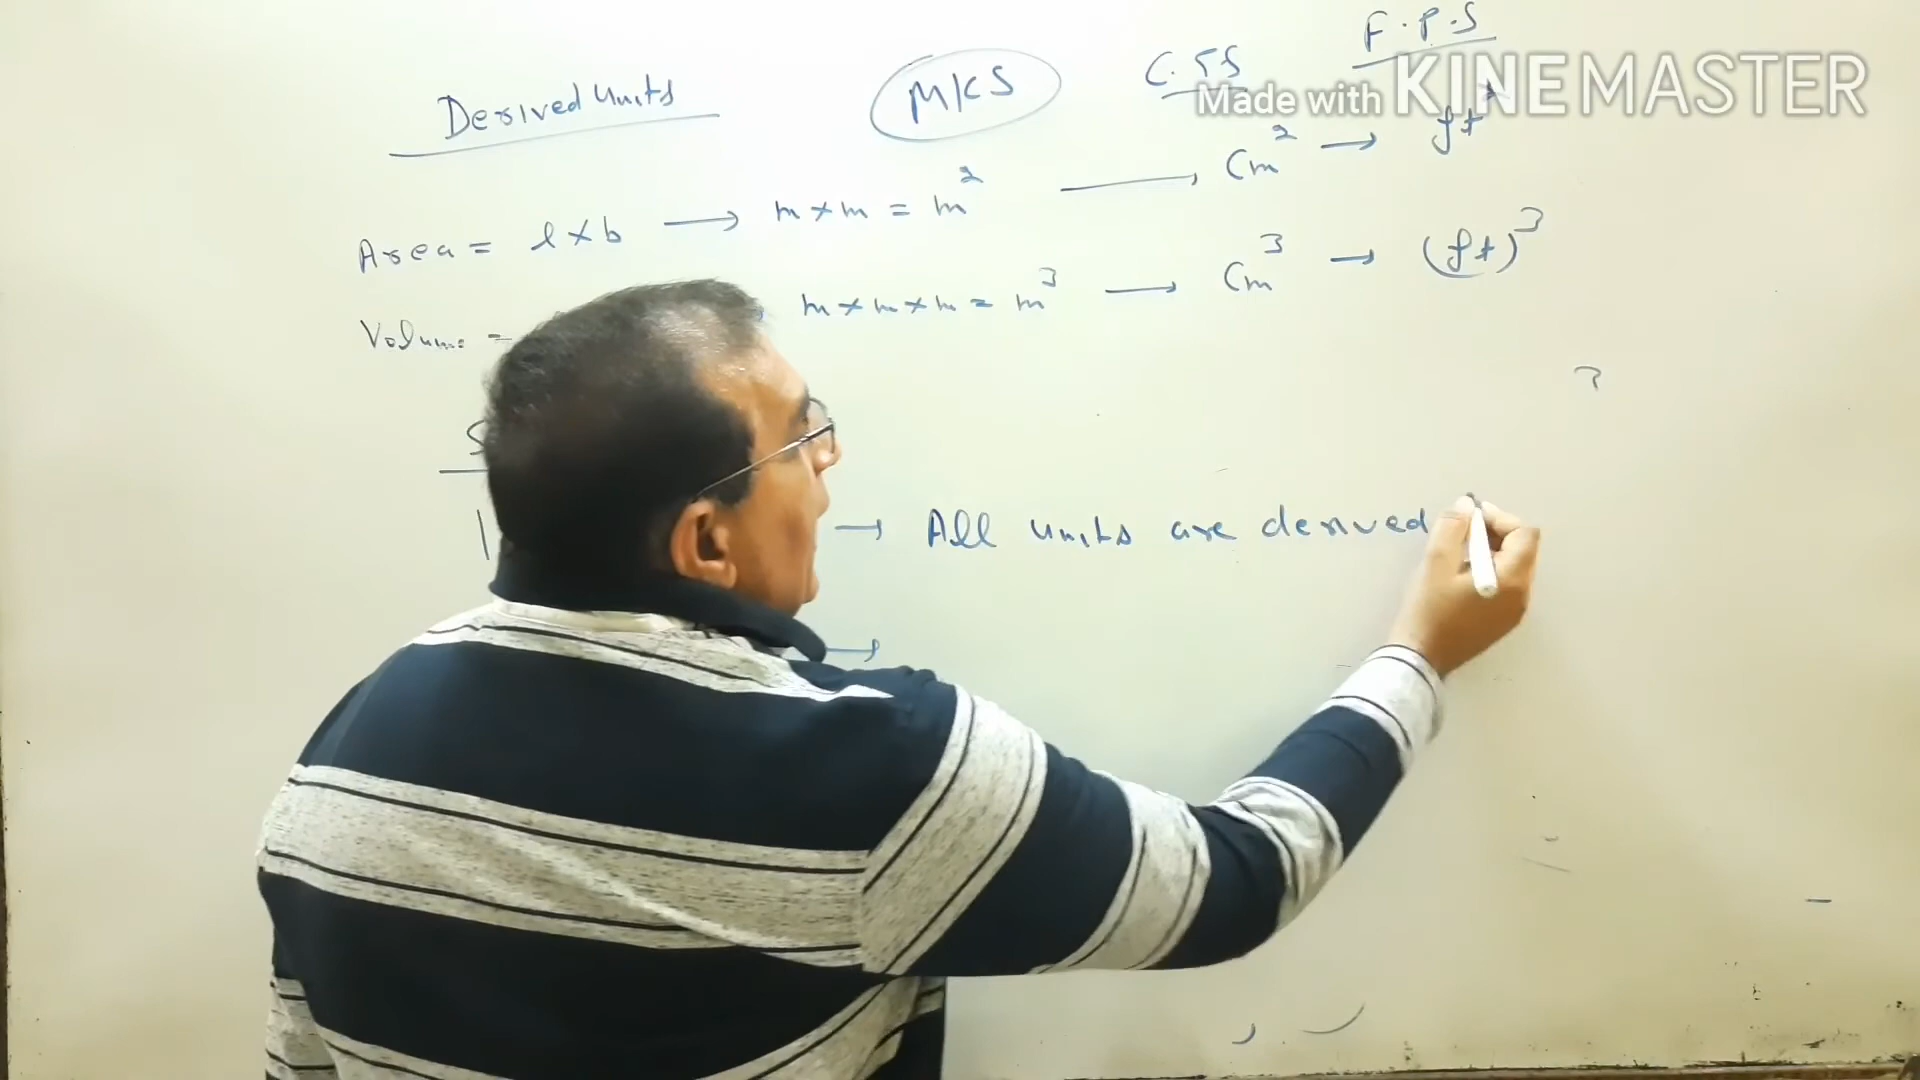 F.P.S
Derived Units MKS C.G.S
Made with KINEMASTER
Area = l×b → m×m = m² → Cm² → ft²
Volume = m×m×m = m³ → Cm³ → (ft)³
S
1 → All units are derived
→